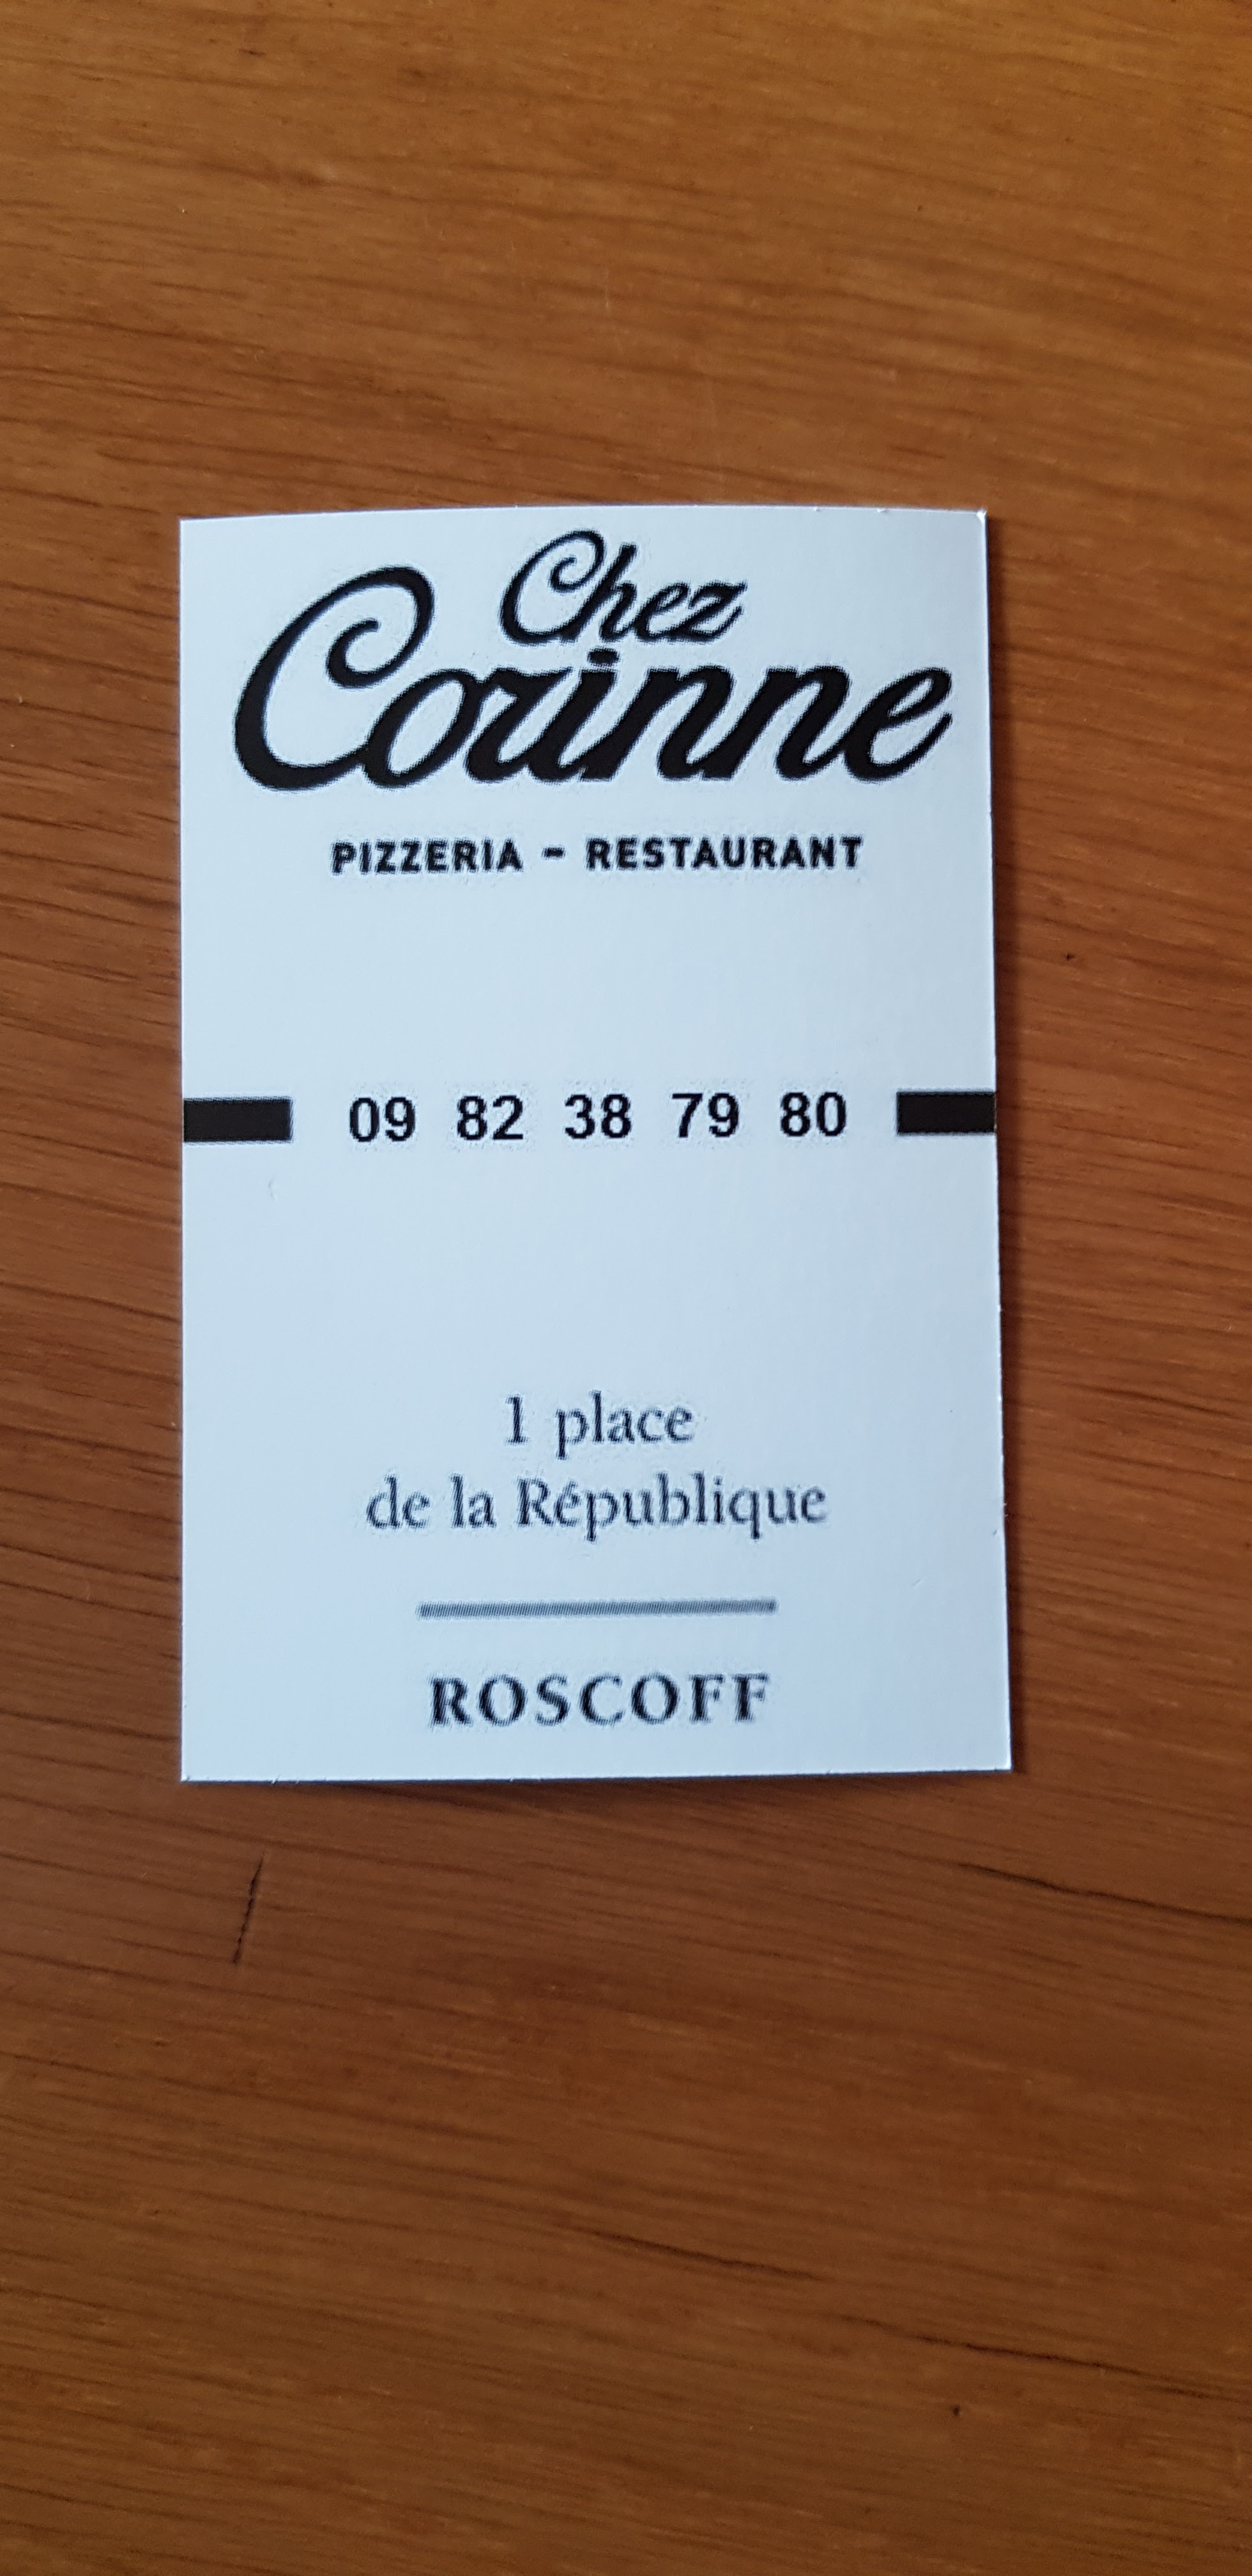 Chez
Corinne
PIZZERIA - RESTAURANT
09 82 38 79 80
1 place
de la République
ROSCOFF